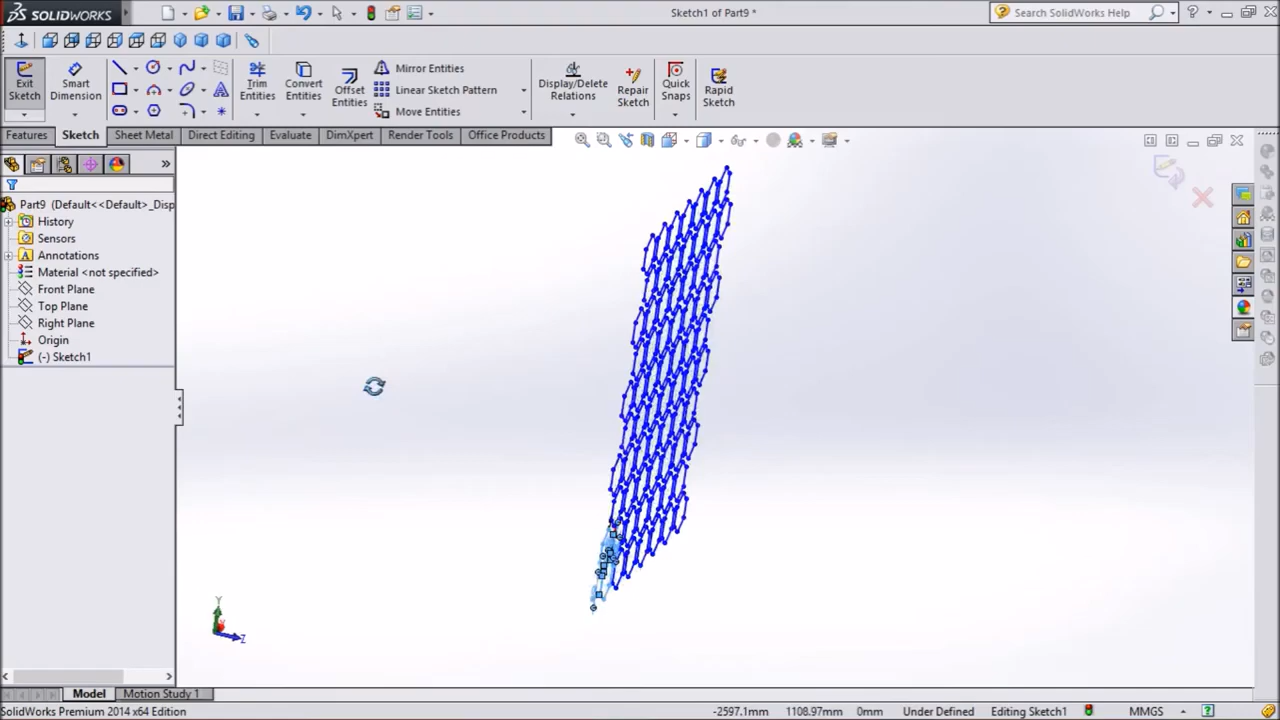 SOLIDWORKS
Sketch1 of Part9 *
Search SolidWorks Help
Exit Sketch
Smart Dimension
Trim Entities
Convert Entities
Offset Entities
Mirror Entities
Linear Sketch Pattern
Move Entities
Display/Delete Relations
Repair Sketch
Quick Snaps
Rapid Sketch
Features
Sketch
Sheet Metal
Direct Editing
Evaluate
DimXpert
Render Tools
Office Products
Part9 (Default<<Default>_Disp
History
Sensors
Annotations
Material <not specified>
Front Plane
Top Plane
Right Plane
Origin
(-) Sketch1
Y
Z
Model
Motion Study 1
SolidWorks Premium 2014 x64 Edition
-2597.1mm
1108.97mm
0mm
Under Defined
Editing Sketch1
MMGS